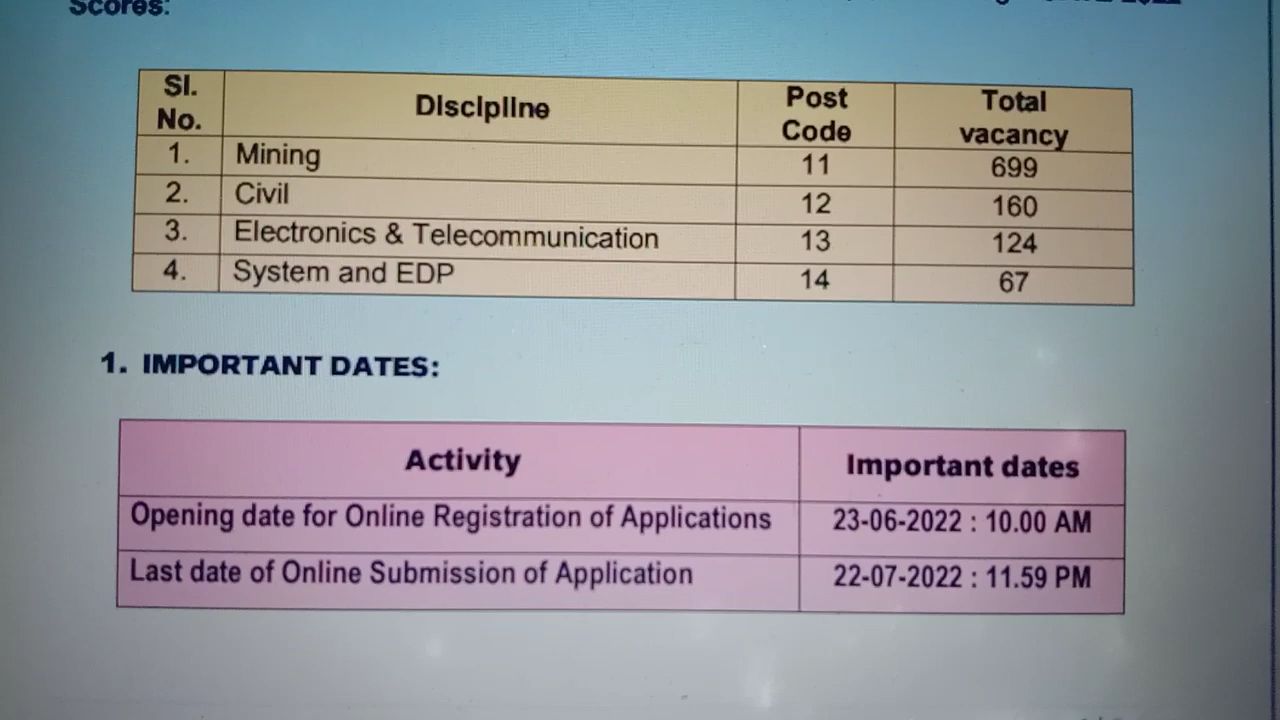 Scores:
Sl. No. Discipline Post Code Total vacancy
1. Mining 11 699
2. Civil 12 160
3. Electronics & Telecommunication 13 124
4. System and EDP 14 67
1. IMPORTANT DATES:
Activity Important dates
Opening date for Online Registration of Applications 23-06-2022 : 10.00 AM
Last date of Online Submission of Application 22-07-2022 : 11.59 PM